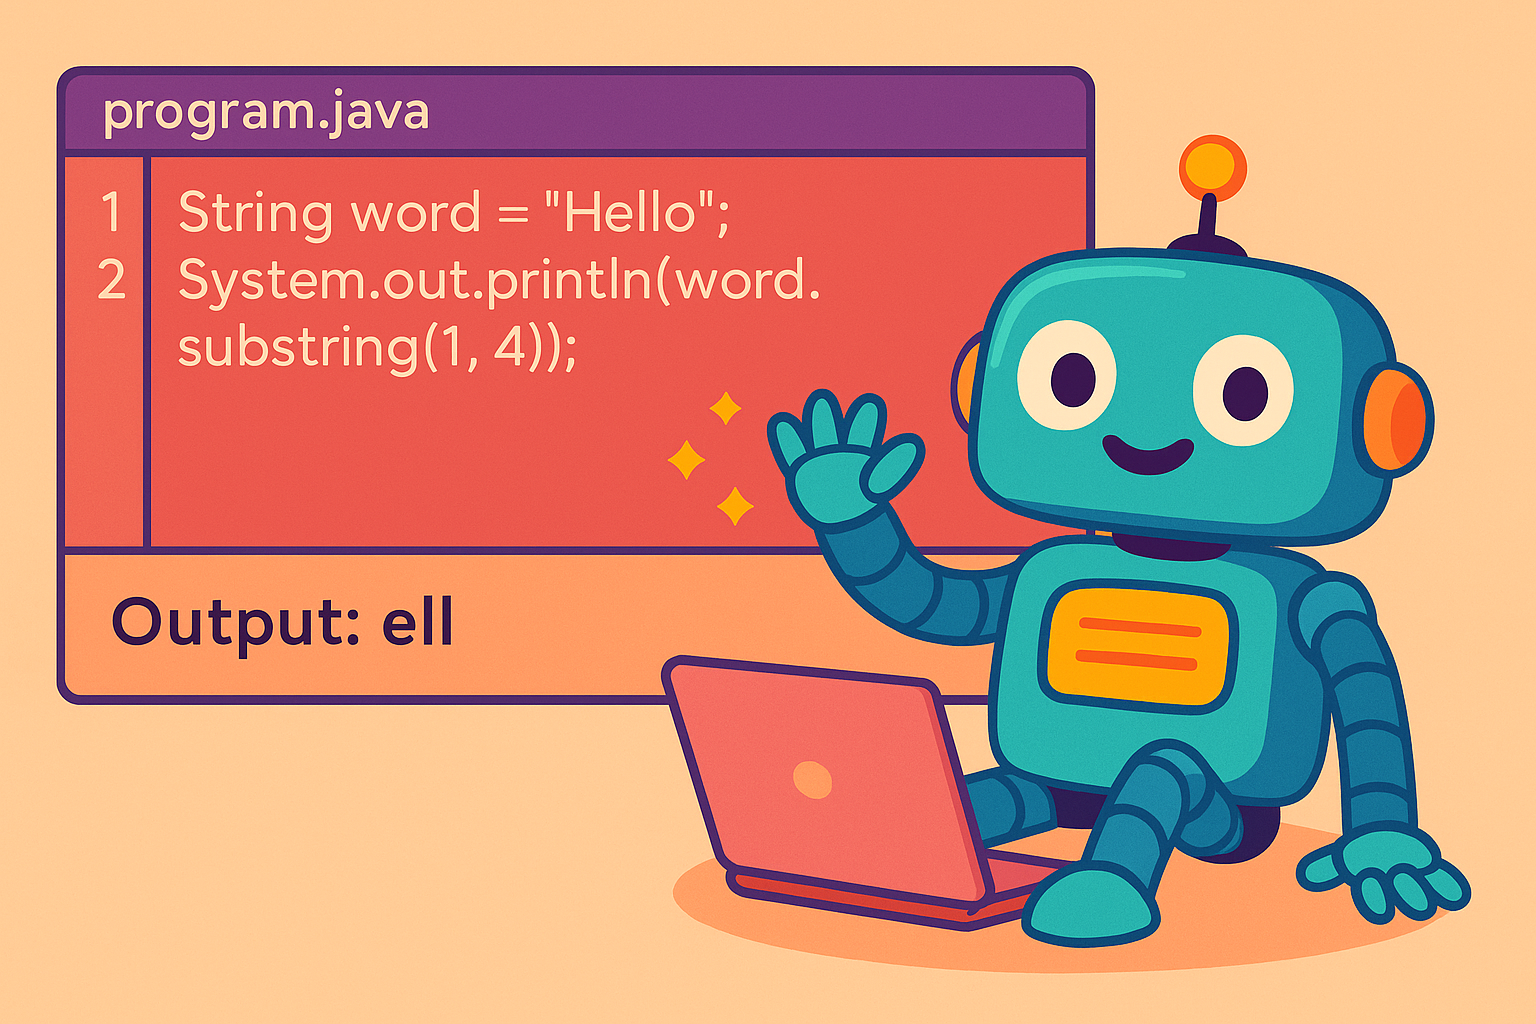 program.java
1 String word = "Hello";
2 System.out.println(word.
substring(1, 4));
Output: ell